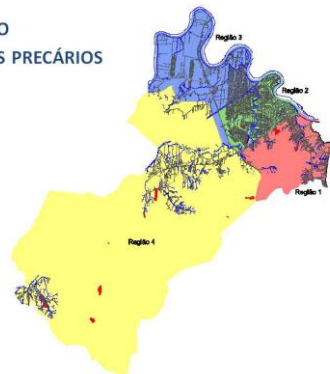 O
S PRECÁRIOS
Região 3
Região 2
Região 1
Região 4